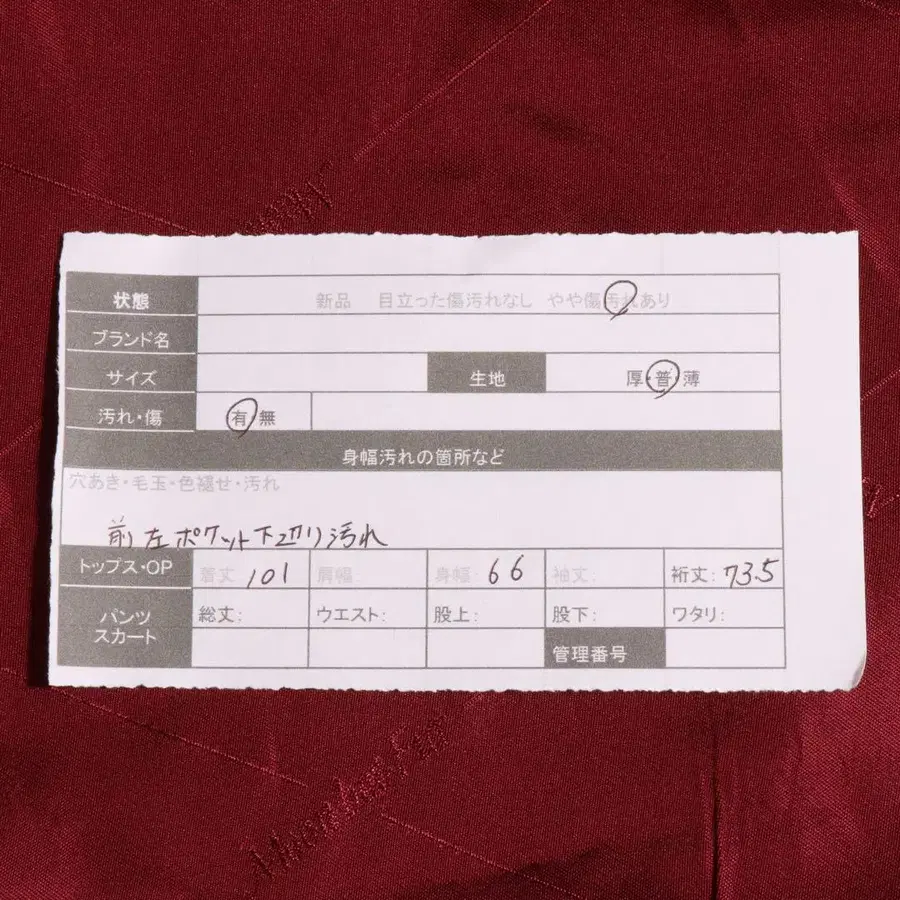 状態 新品 目立った傷汚れなし やや傷汚れあり
ブランド名
サイズ 生地 厚・普・薄
汚れ・傷 有・無
身幅汚れの箇所など
穴あき・毛玉・色褪せ・汚れ
前左ポケット下辺り汚れ
トップス・OP 着丈: 101 肩幅: 身幅: 66 袖丈: 裄丈: 73.5
パンツ スカート 総丈: ウエスト: 股上: 股下: ワタリ:
管理番号